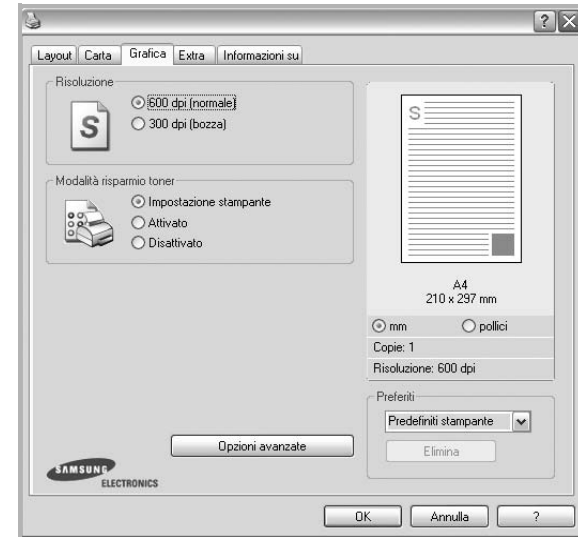 ?
Layout Carta Grafica Extra Informazioni su
Risoluzione
S
600 dpi (normale)
300 dpi (bozza)
Modalità risparmio toner
Impostazione stampante
Attivato
Disattivato
S
A4
210 x 297 mm
mm pollici
Copie: 1
Risoluzione: 600 dpi
Preferiti
Predefiniti stampante
Elimina
Opzioni avanzate
SAMSUNG
ELECTRONICS
OK Annulla ?